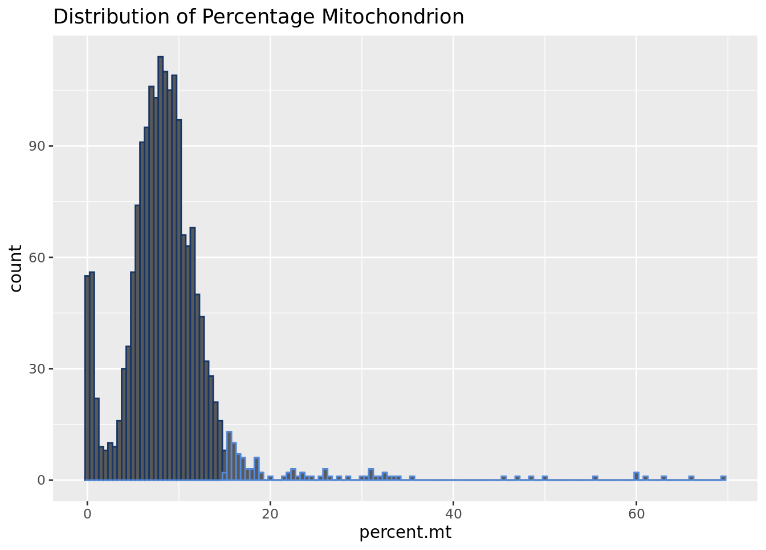 Distribution of Percentage Mitochondrion
90
60
30
0
count
0 20 40 60
percent.mt